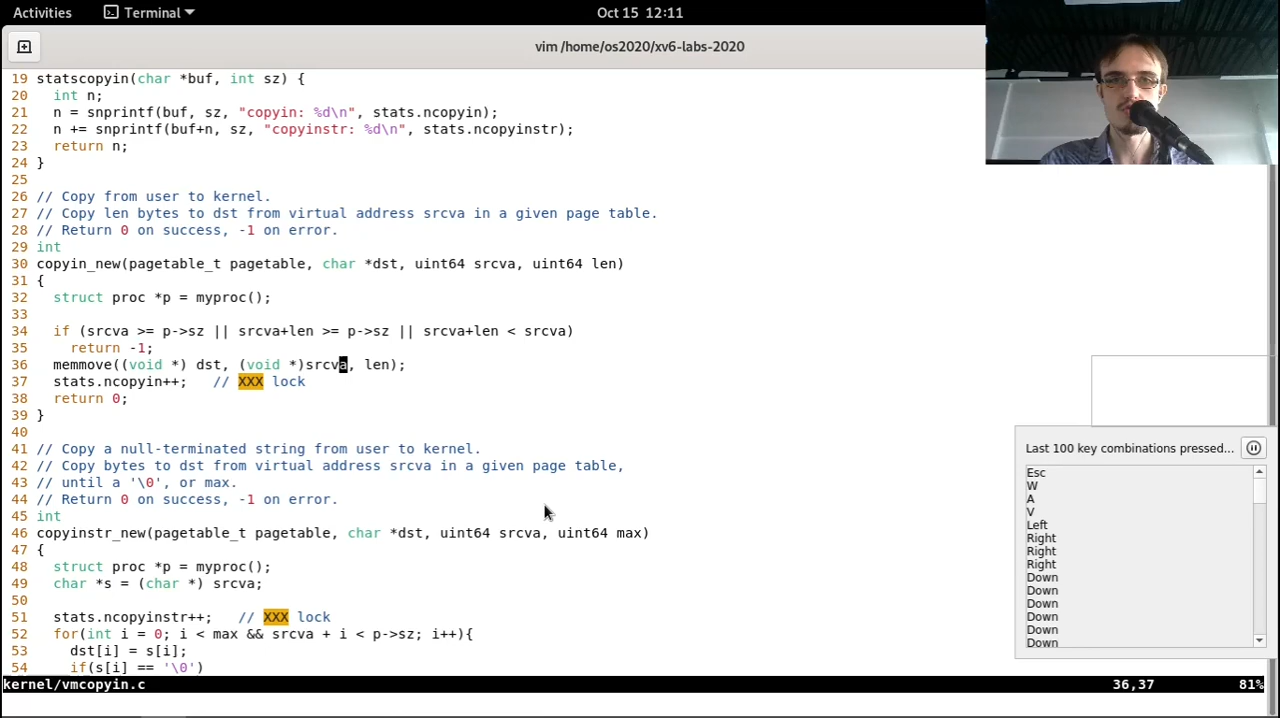 Activities Terminal Oct 15 12:11
vim /home/os2020/xv6-labs-2020
19 statscopyin(char *buf, int sz) {
20   int n;
21   n = snprintf(buf, sz, "copyin: %d\n", stats.ncopyin);
22   n += snprintf(buf+n, sz, "copyinstr: %d\n", stats.ncopyinstr);
23   return n;
24 }
25
26 // Copy from user to kernel.
27 // Copy len bytes to dst from virtual address srcva in a given page table.
28 // Return 0 on success, -1 on error.
29 int
30 copyin_new(pagetable_t pagetable, char *dst, uint64 srcva, uint64 len)
31 {
32   struct proc *p = myproc();
33
34   if (srcva >= p->sz || srcva+len >= p->sz || srcva+len < srcva)
35     return -1;
36   memmove((void *) dst, (void *)srcva, len);
37   stats.ncopyin++;   // XXX lock
38   return 0;
39 }
40
41 // Copy a null-terminated string from user to kernel.
42 // Copy bytes to dst from virtual address srcva in a given page table,
43 // until a '\0', or max.
44 // Return 0 on success, -1 on error.
45 int
46 copyinstr_new(pagetable_t pagetable, char *dst, uint64 srcva, uint64 max)
47 {
48   struct proc *p = myproc();
49   char *s = (char *) srcva;
50
51   stats.ncopyinstr++;   // XXX lock
52   for(int i = 0; i < max && srcva + i < p->sz; i++){
53     dst[i] = s[i];
54     if(s[i] == '\0')
kernel/vmcopyin.c 36,37 81%
Last 100 key combinations pressed...
Esc
W
A
V
Left
Right
Right
Right
Down
Down
Down
Down
Down
Down